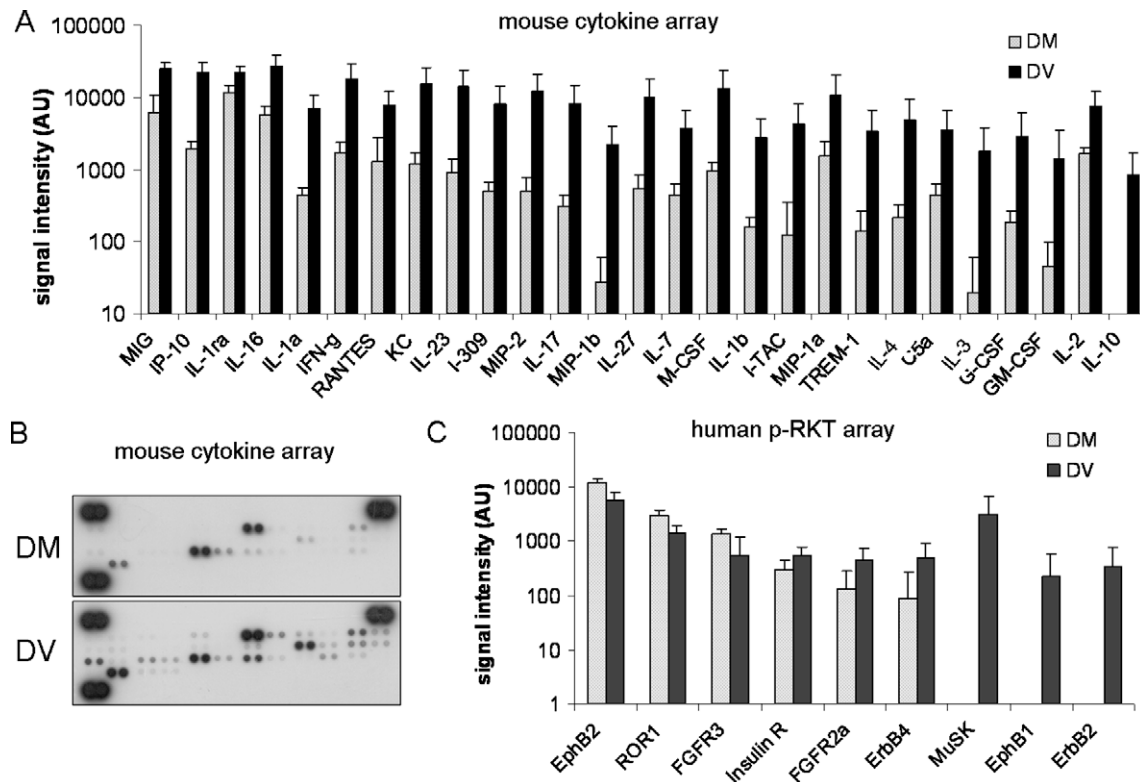 A
mouse cytokine array
signal intensity (AU)
100000
10000
1000
100
10
DM
DV
MIG
IP-10
IL-1ra
IL-16
IL-1a
IFN-g
RANTES
KC
IL-23
I-309
MIP-2
IL-17
MIP-1b
IL-27
IL-7
M-CSF
IL-1b
I-TAC
MIP-1a
TREM-1
IL-4
C5a
IL-3
G-CSF
GM-CSF
IL-2
IL-10
B
mouse cytokine array
DM
DV
C
human p-RKT array
signal intensity (AU)
100000
10000
1000
100
10
1
DM
DV
EphB2
ROR1
FGFR3
Insulin R
FGFR2a
ErbB4
MuSK
EphB1
ErbB2